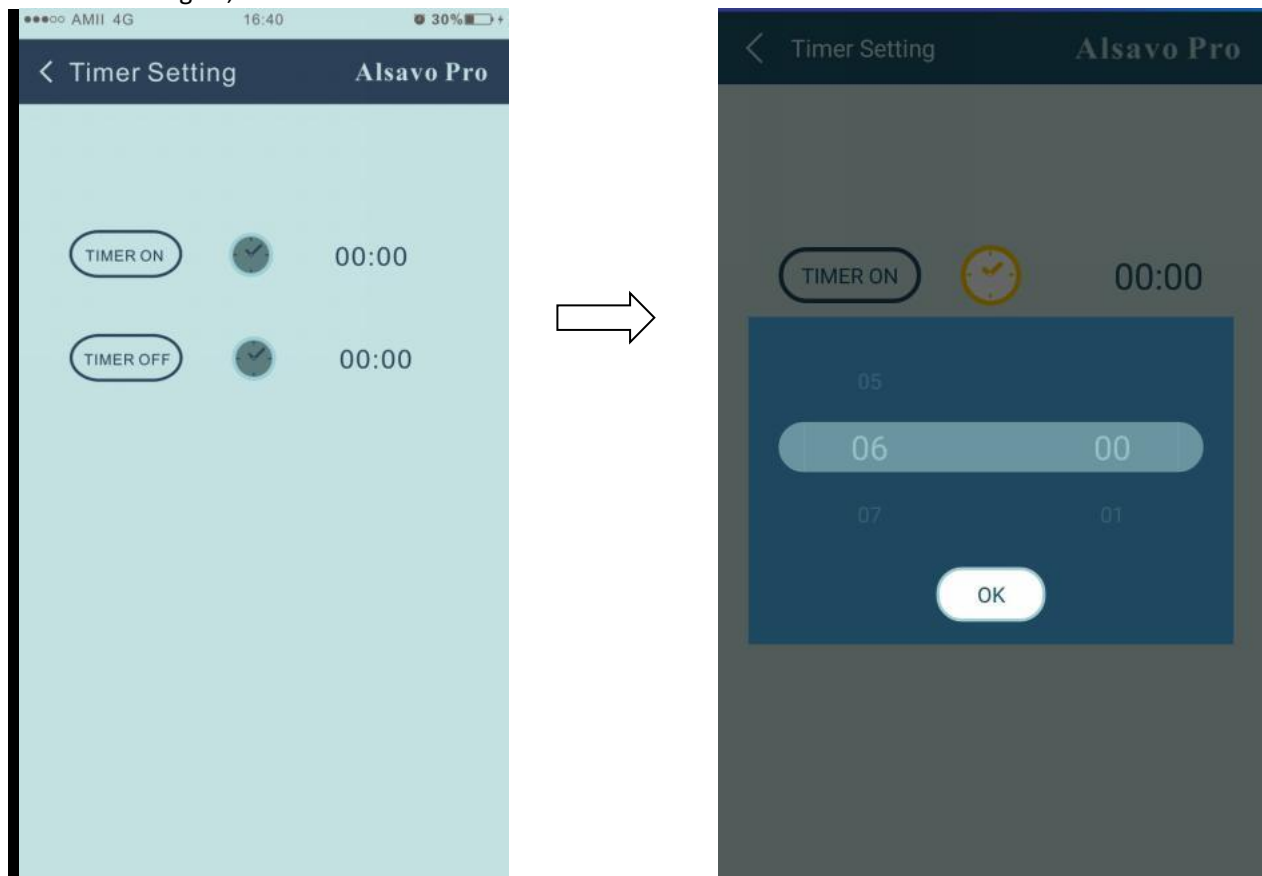 ●●●○○ AMII 4G 16:40 30% +
< Timer Setting Alsavo Pro
TIMER ON 00:00
TIMER OFF 00:00
< Timer Setting Alsavo Pro
TIMER ON 00:00
05
06 00
07 01
OK